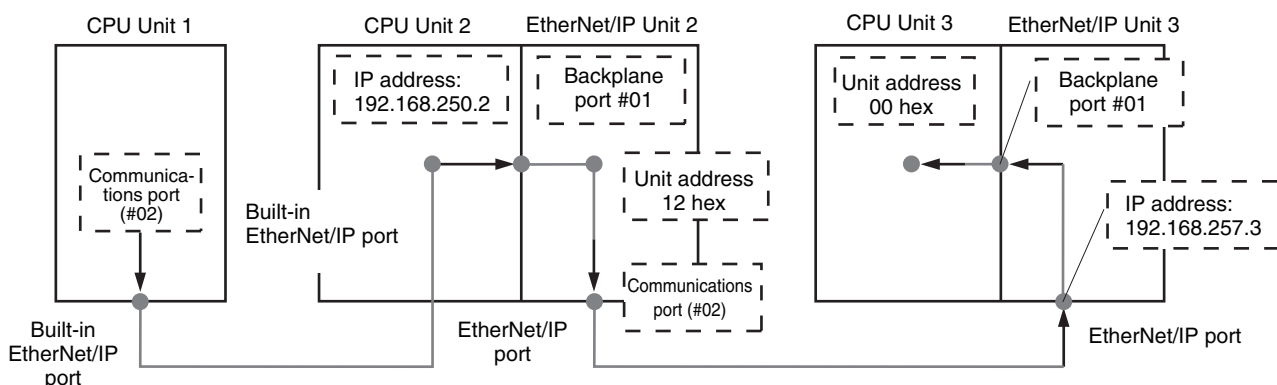 CPU Unit 1
CPU Unit 2
EtherNet/IP Unit 2
CPU Unit 3
EtherNet/IP Unit 3
IP address:
192.168.250.2
Backplane
port #01
Unit address
00 hex
Backplane
port #01
Communica-
tions port
(#02)
Built-in
EtherNet/IP port
Unit address
12 hex
IP address:
192.168.257.3
Communications
port (#02)
Built-in
EtherNet/IP
port
EtherNet/IP
port
EtherNet/IP port